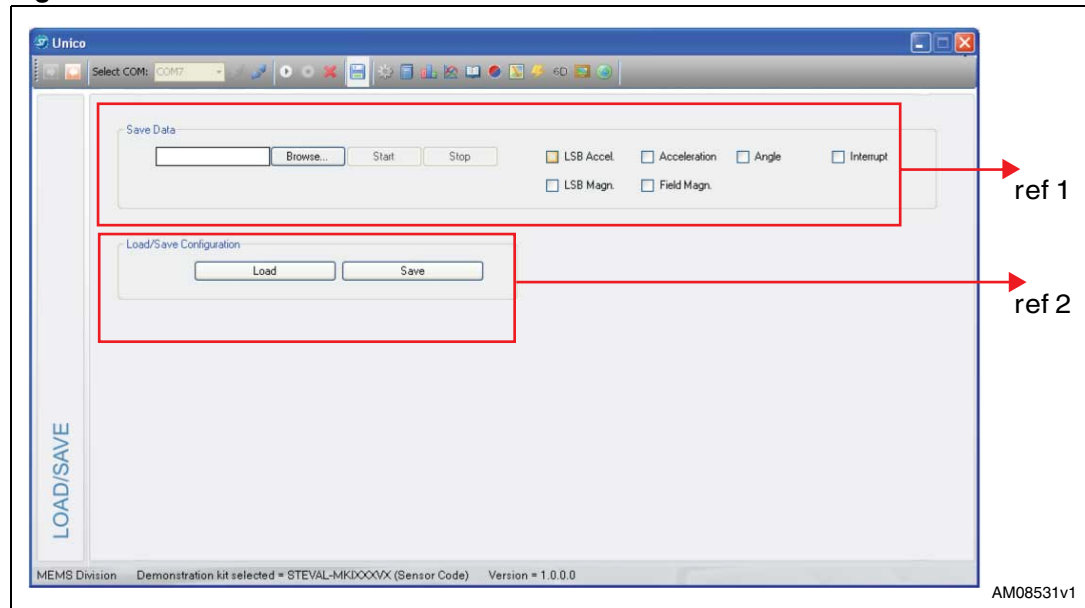 Unico
Select COM: COM7
6D
Save Data
Browse... Start Stop
LSB Accel. Acceleration Angle Interrupt
LSB Magn. Field Magn.
ref 1
Load/Save Configuration
Load Save
ref 2
LOAD/SAVE
MEMS Division Demonstration kit selected = STEVAL-MKIXXXVX (Sensor Code) Version = 1.0.0.0
AM08531v1